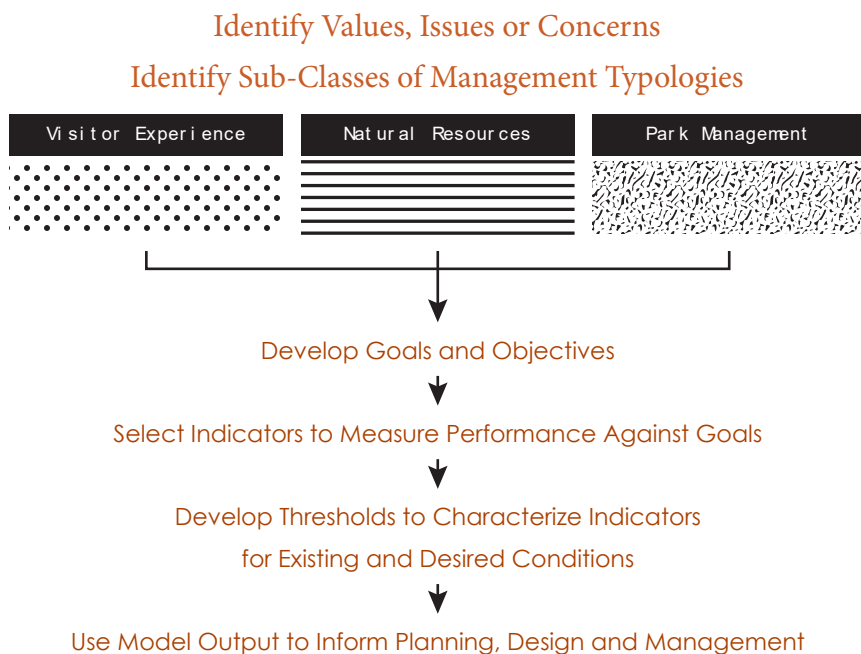 Identify Values, Issues or Concerns
Identify Sub-Classes of Management Typologies
Visitor Experience
Natural Resources
Park Management
Develop Goals and Objectives
Select Indicators to Measure Performance Against Goals
Develop Thresholds to Characterize Indicators
for Existing and Desired Conditions
Use Model Output to Inform Planning, Design and Management